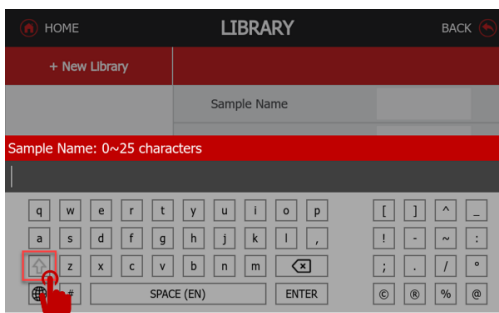 HOME LIBRARY BACK
+ New Library
Sample Name
Sample Name: 0~25 characters
q w e r t y u i o p [ ] ^ _
a s d f g h j k l , ! - ~ :
z x c v b n m ; . / °
# SPACE (EN) ENTER © ® % @